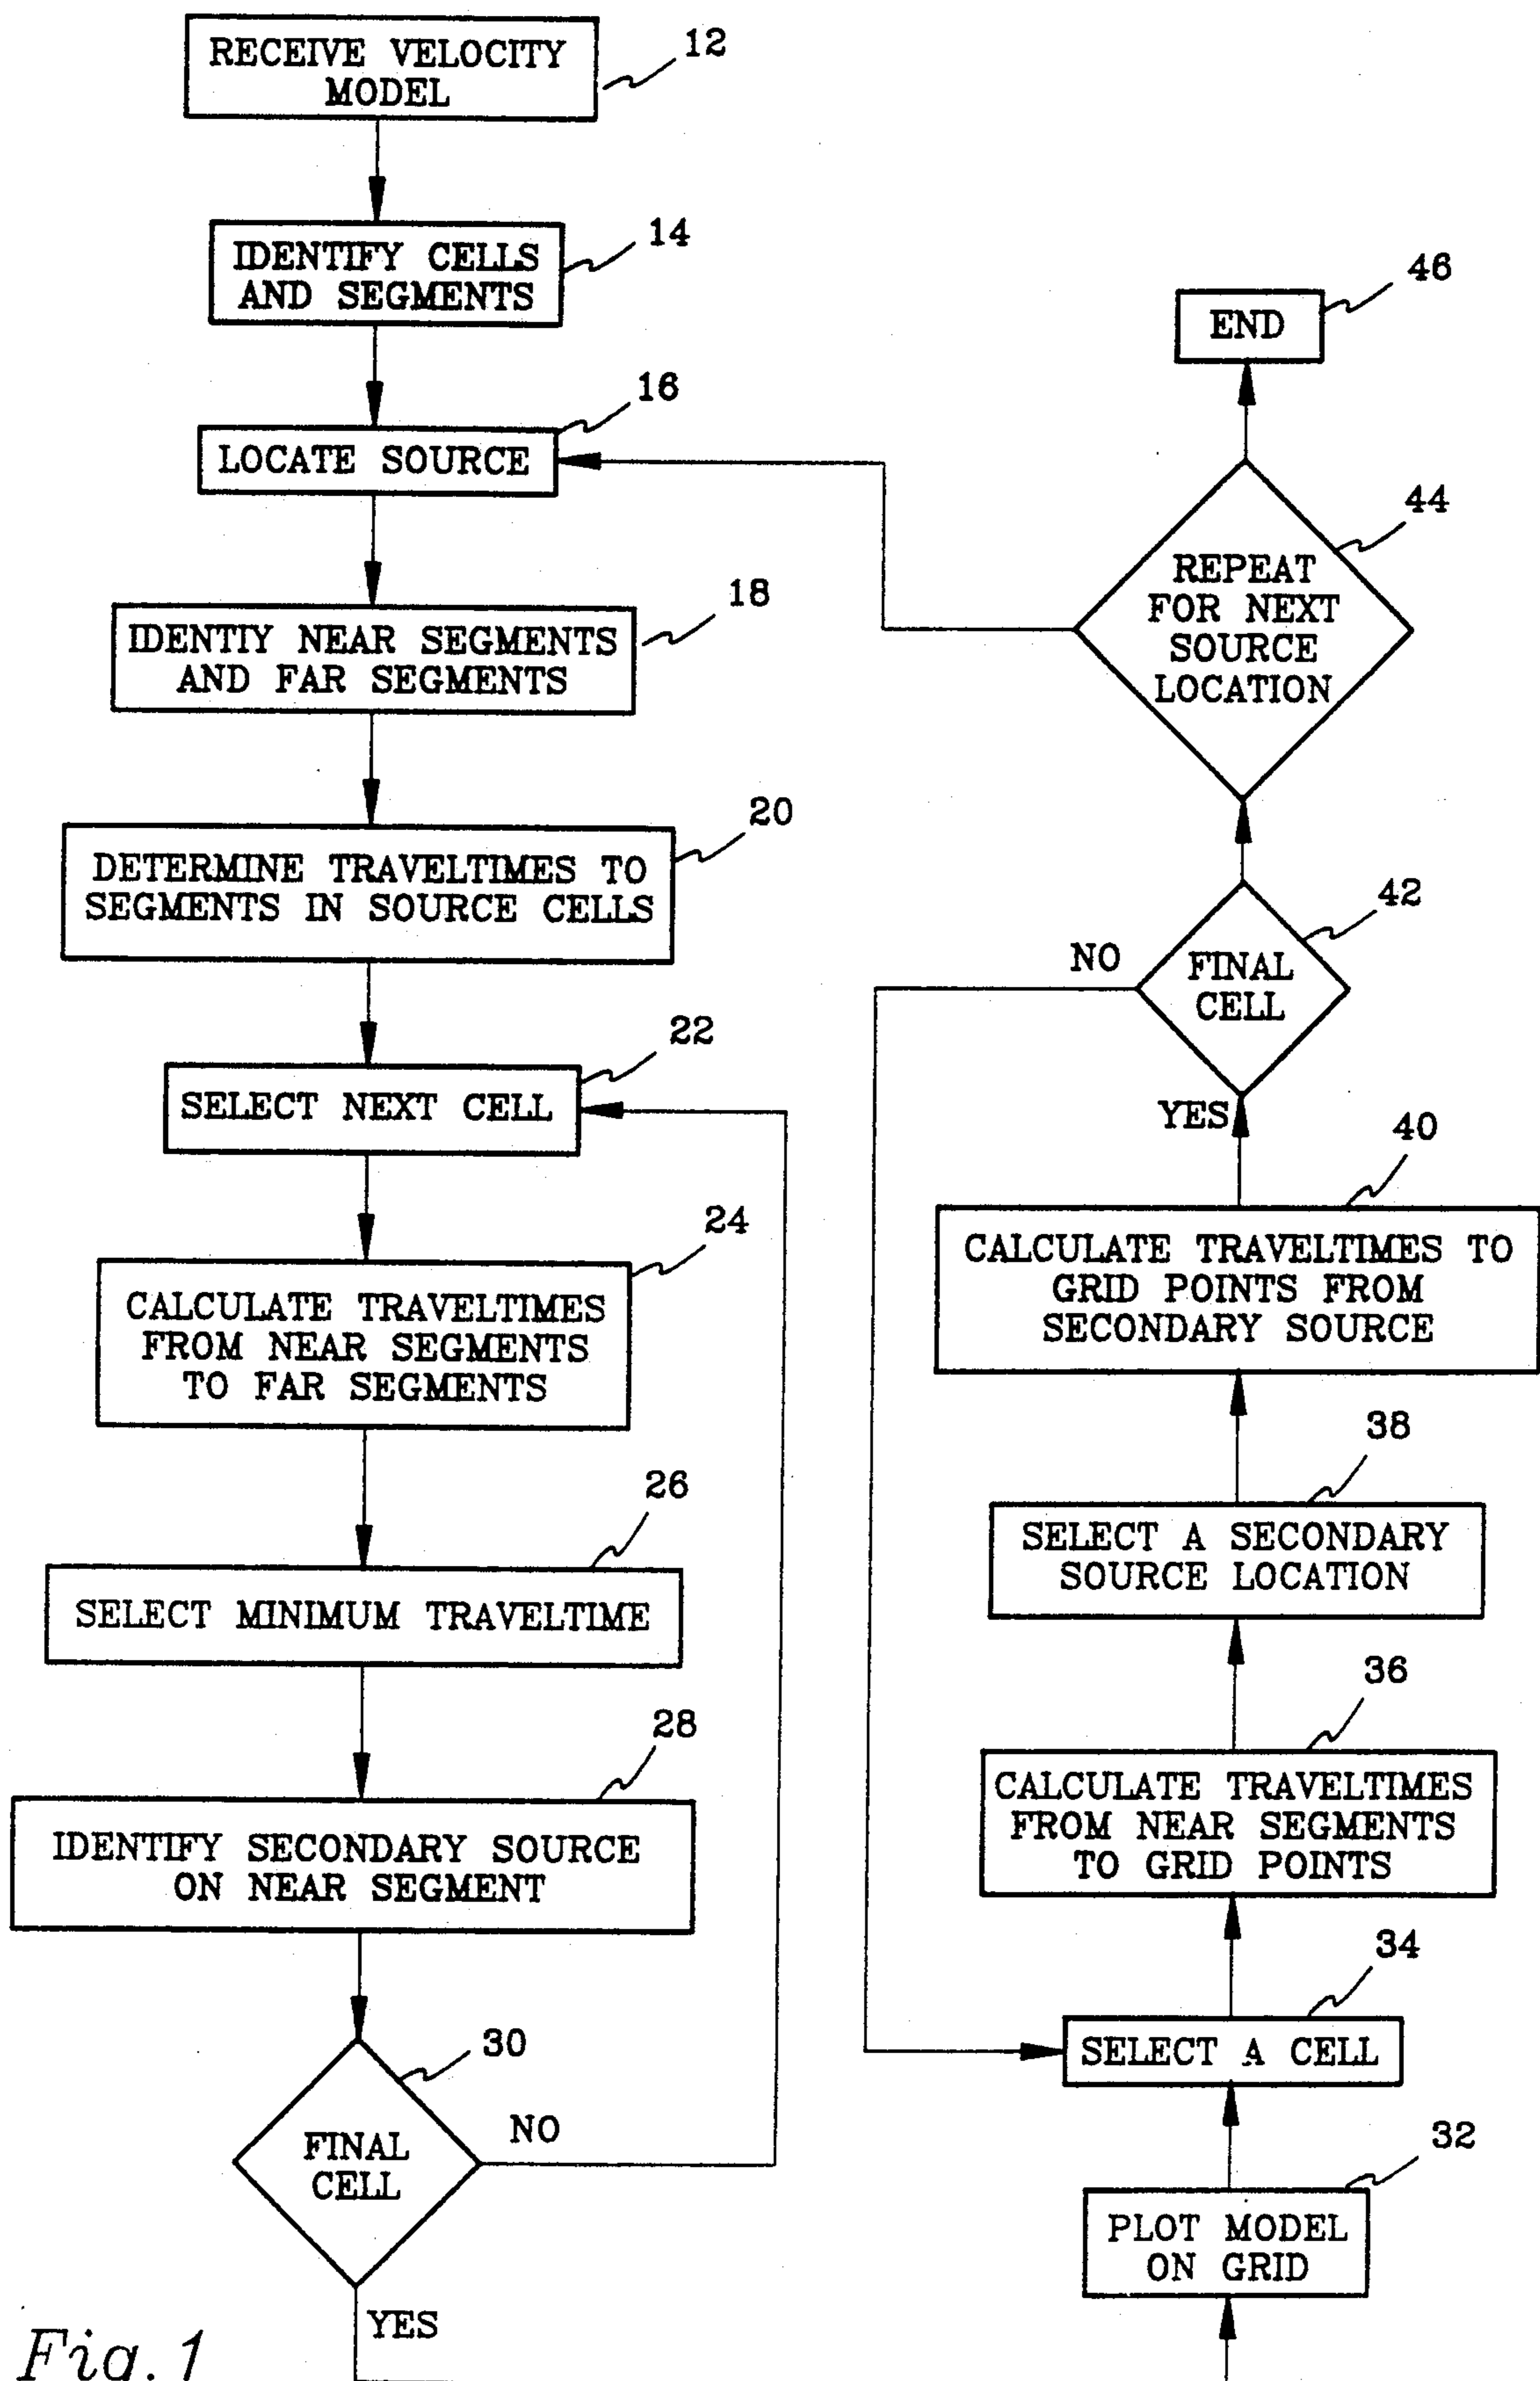 RECEIVE VELOCITY
MODEL
12
IDENTIFY CELLS
AND SEGMENTS
14
LOCATE SOURCE
16
IDENTIY NEAR SEGMENTS
AND FAR SEGMENTS
18
DETERMINE TRAVELTIMES TO
SEGMENTS IN SOURCE CELLS
20
SELECT NEXT CELL
22
CALCULATE TRAVELTIMES
FROM NEAR SEGMENTS
TO FAR SEGMENTS
24
SELECT MINIMUM TRAVELTIME
26
IDENTIFY SECONDARY SOURCE
ON NEAR SEGMENT
28
FINAL
CELL
30
NO
YES
PLOT MODEL
ON GRID
32
SELECT A CELL
34
CALCULATE TRAVELTIMES
FROM NEAR SEGMENTS
TO GRID POINTS
36
SELECT A SECONDARY
SOURCE LOCATION
38
CALCULATE TRAVELTIMES TO
GRID POINTS FROM
SECONDARY SOURCE
40
YES
FINAL
CELL
42
NO
REPEAT
FOR NEXT
SOURCE
LOCATION
44
END
46
Fig. 1